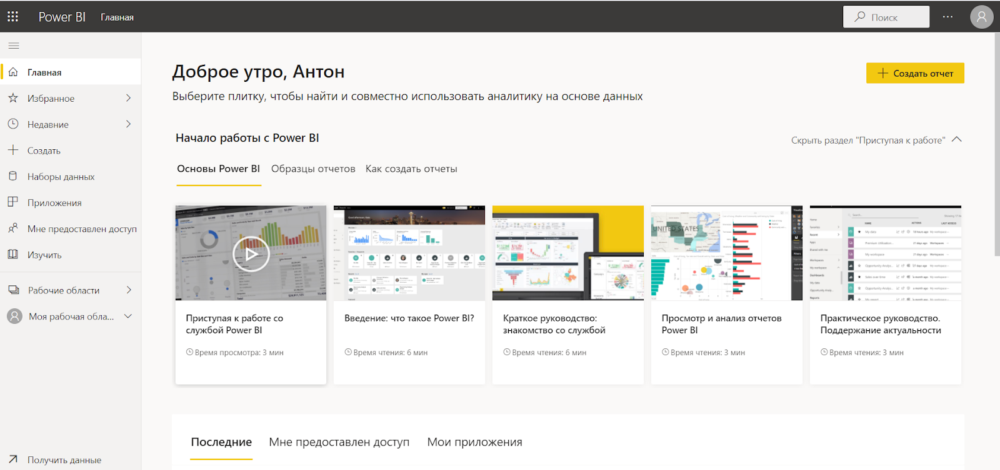 Power BI
Главная
Поиск
Главная
Избранное
Недавние
Создать
Наборы данных
Приложения
Мне предоставлен доступ
Изучить
Рабочие области
Моя рабочая обла...
Получить данные
Доброе утро, Антон
Создать отчет
Выберите плитку, чтобы найти и совместно использовать аналитику на основе данных
Начало работы с Power BI
Скрыть раздел "Приступая к работе"
Основы Power BI
Образцы отчетов
Как создать отчеты
UNITED STATES
Приступая к работе со
службой Power BI
Время просмотра: 3 мин
Введение: что такое Power BI?
Время чтения: 6 мин
Краткое руководство:
знакомство со службой
Время чтения: 6 мин
Просмотр и анализ отчетов
Power BI
Время чтения: 3 мин
Практическое руководство.
Поддержание актуальности
Время чтения: 3 мин
Последние
Мне предоставлен доступ
Мои приложения